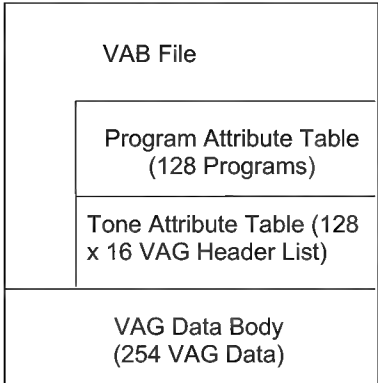 VAB File
Program Attribute Table
(128 Programs)
Tone Attribute Table (128
x 16 VAG Header List)
VAG Data Body
(254 VAG Data)